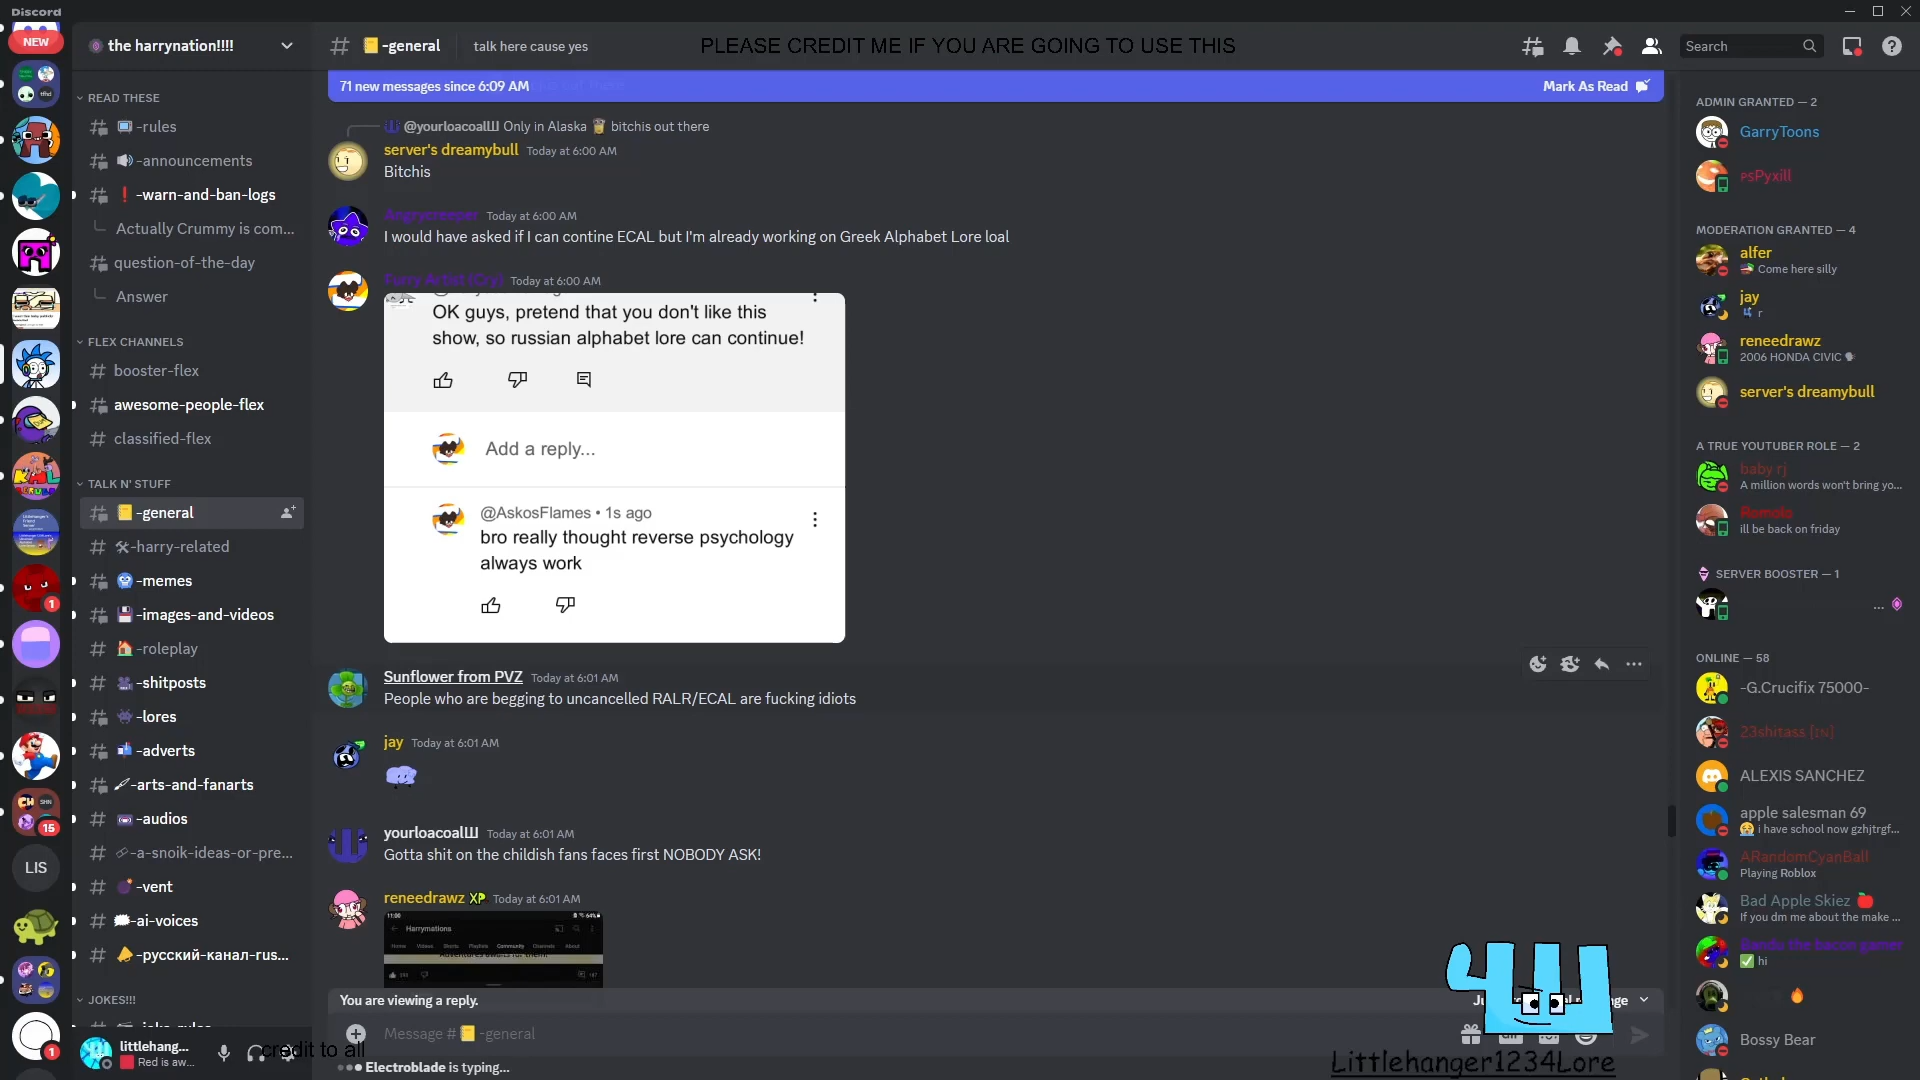 Discord
NEW
LIS
1
15
1
the harrynation!!!!
READ THESE
-rules
-announcements
-warn-and-ban-logs
Actually Crummy is com...
question-of-the-day
Answer
FLEX CHANNELS
booster-flex
awesome-people-flex
classified-flex
TALK N' STUFF
-general
-harry-related
-memes
-images-and-videos
-roleplay
-shitposts
-lores
-adverts
-arts-and-fanarts
-audios
-a-snoik-ideas-or-pre...
-vent
-ai-voices
-русский-канал-rus...
JOKES!!!
littlehang...
Red is aw...
credit to all
# -general
talk here cause yes
PLEASE CREDIT ME IF YOU ARE GOING TO USE THIS
Search
71 new messages since 6:09 AM
Mark As Read
@yourloacoalШ Only in Alaska bitchis out there
server's dreamybull Today at 6:00 AM
Bitchis
Angrycreeper Today at 6:00 AM
I would have asked if I can contine ECAL but I'm already working on Greek Alphabet Lore loal
Furry Artist (Cry) Today at 6:00 AM
OK guys, pretend that you don't like this
show, so russian alphabet lore can continue!
Add a reply...
@AskosFlames • 1s ago
bro really thought reverse psychology
always work
Sunflower from PVZ Today at 6:01 AM
People who are begging to uncancelled RALR/ECAL are fucking idiots
jay Today at 6:01 AM
yourloacoalШ Today at 6:01 AM
Gotta shit on the childish fans faces first NOBODY ASK!
reneedrawz XP Today at 6:01 AM
11:00
64%
Harrymations
Home Videos Shorts Playlists Community Channels About
Adventures awaits for them!
You are viewing a reply.
Message # -general
Electroblade is typing...
Littlehanger1234Lore
ADMIN GRANTED — 2
GarryToons
psPyxill
MODERATION GRANTED — 4
alfer
Come here silly
jay
r
reneedrawz
2006 HONDA CIVIC
server's dreamybull
A TRUE YOUTUBER ROLE — 2
baby rj
A million words won't bring yo...
Romolo
ill be back on friday
SERVER BOOSTER — 1
...
ONLINE — 58
-G.Crucifix 75000-
23shitass [IN]
ALEXIS SANCHEZ
apple salesman 69
i have school now gzhjtrgf...
ARandomCyanBall
Playing Roblox
Bad Apple Skiez
If you dm me about the make ...
Bandu the bacon gamer
hi
Bossy Bear